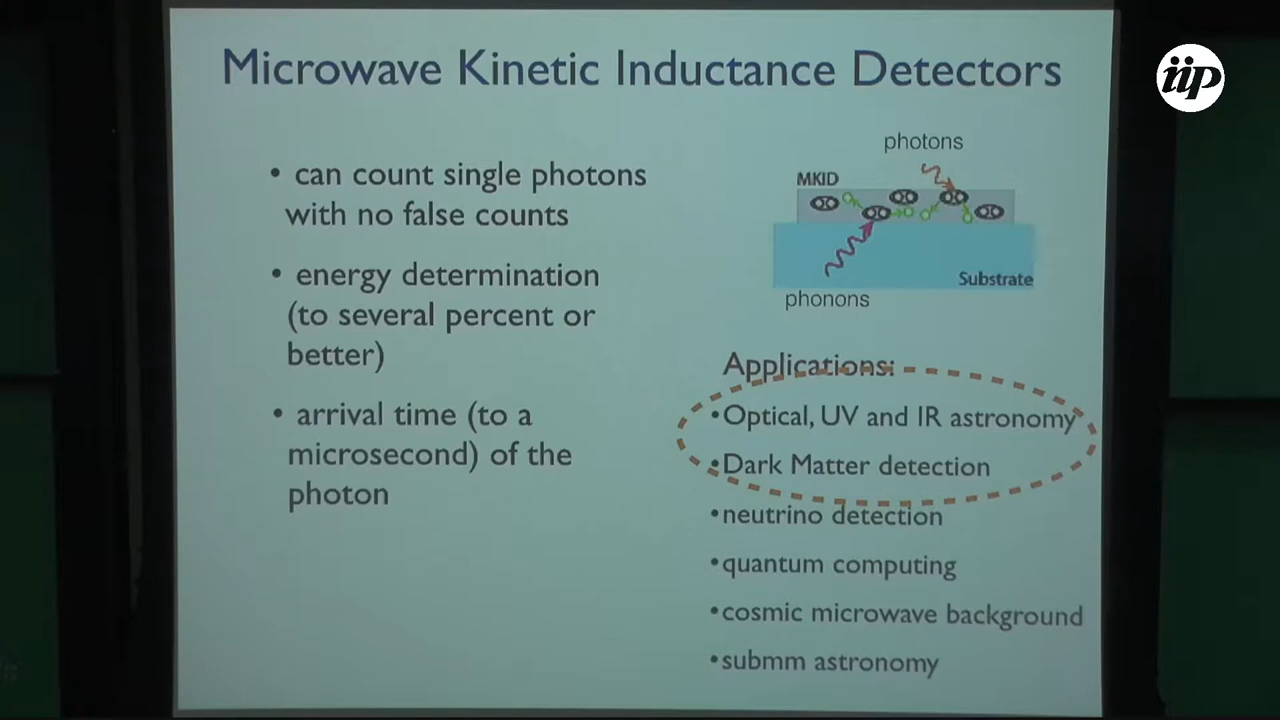 Microwave Kinetic Inductance Detectors
iip
• can count single photons
with no false counts
• energy determination
(to several percent or
better)
• arrival time (to a
microsecond) of the
photon
photons
MKID
Substrate
phonons
Applications:
•Optical, UV and IR astronomy
•Dark Matter detection
•neutrino detection
•quantum computing
•cosmic microwave background
•submm astronomy